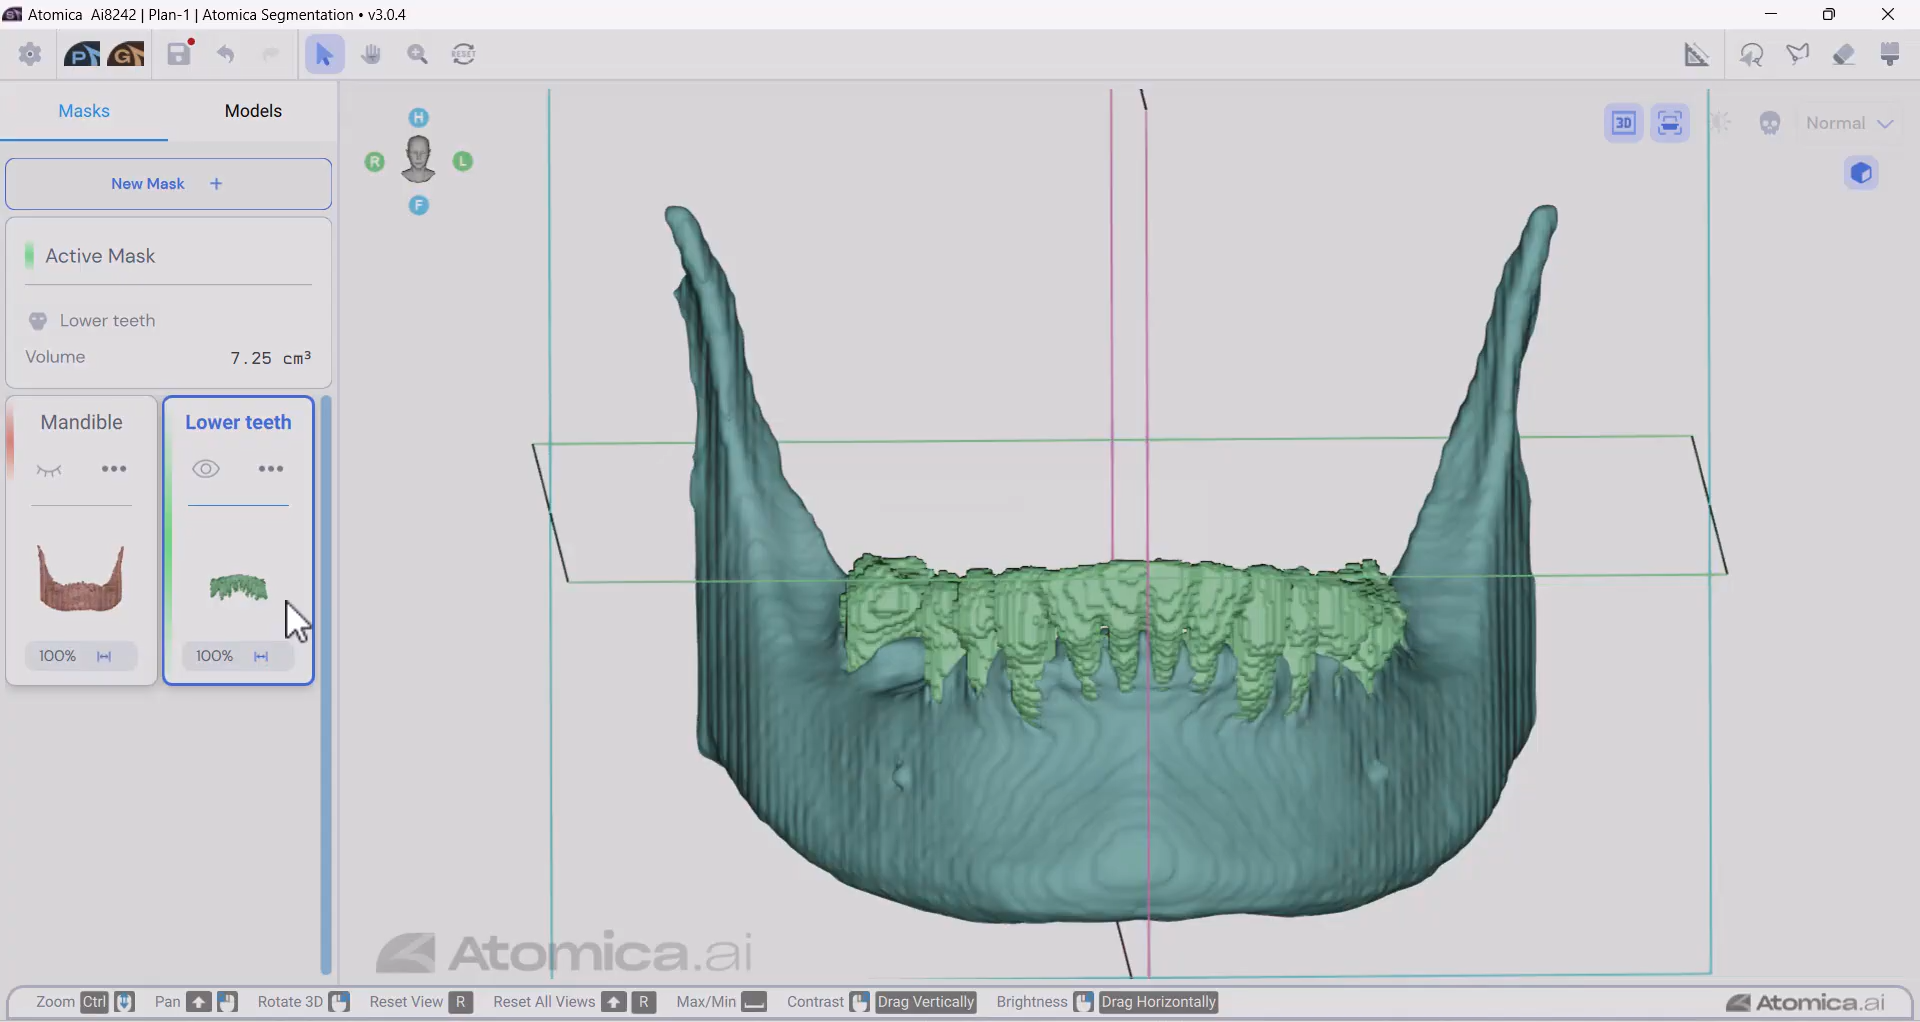 Atomica Ai8242 | Plan-1 | Atomica Segmentation • v3.0.4
P G
RESET
Masks Models
New Mask +
Active Mask
Lower teeth
Volume 7.25 cm³
Mandible Lower teeth
100% 100%
H
R L
F
3D Normal
Atomica.ai
Zoom Ctrl Pan Rotate 3D Reset View R Reset All Views R Max/Min Contrast Drag Vertically Brightness Drag Horizontally Atomica.ai